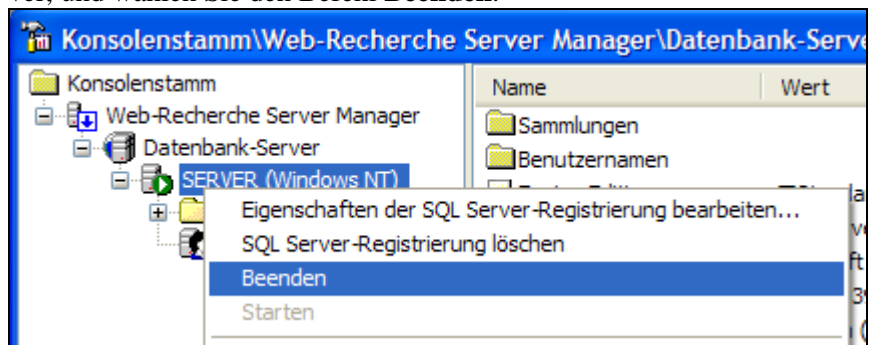 ver, und wählen Sie den Befehl Beenden.
Konsolenstamm\Web-Recherche Server Manager\Datenbank-Serve
Konsolenstamm
Web-Recherche Server Manager
Datenbank-Server
SERVER (Windows NT)
Name Wert
Sammlungen
Benutzernamen
Eigenschaften der SQL Server-Registrierung bearbeiten...
SQL Server-Registrierung löschen
Beenden
Starten